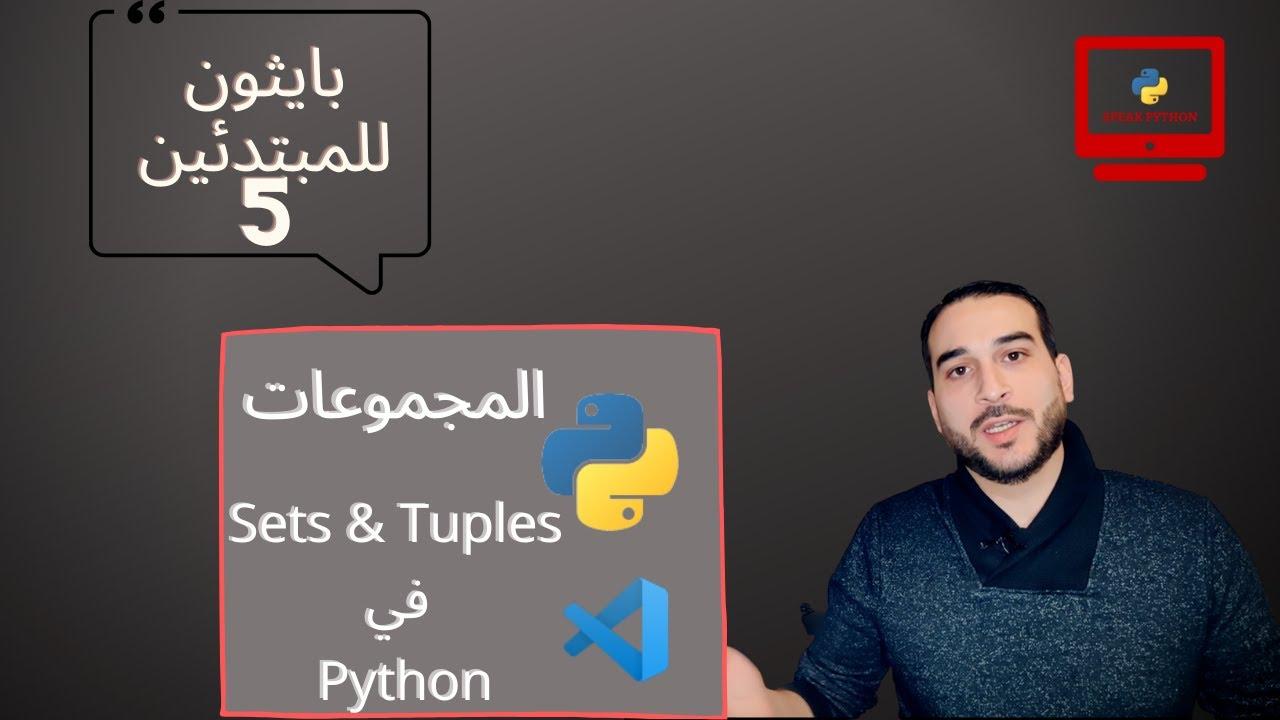 بايثون
للمبتدئين
5
SPEAK PYTHON
المجموعات
Sets & Tuples
في
Python